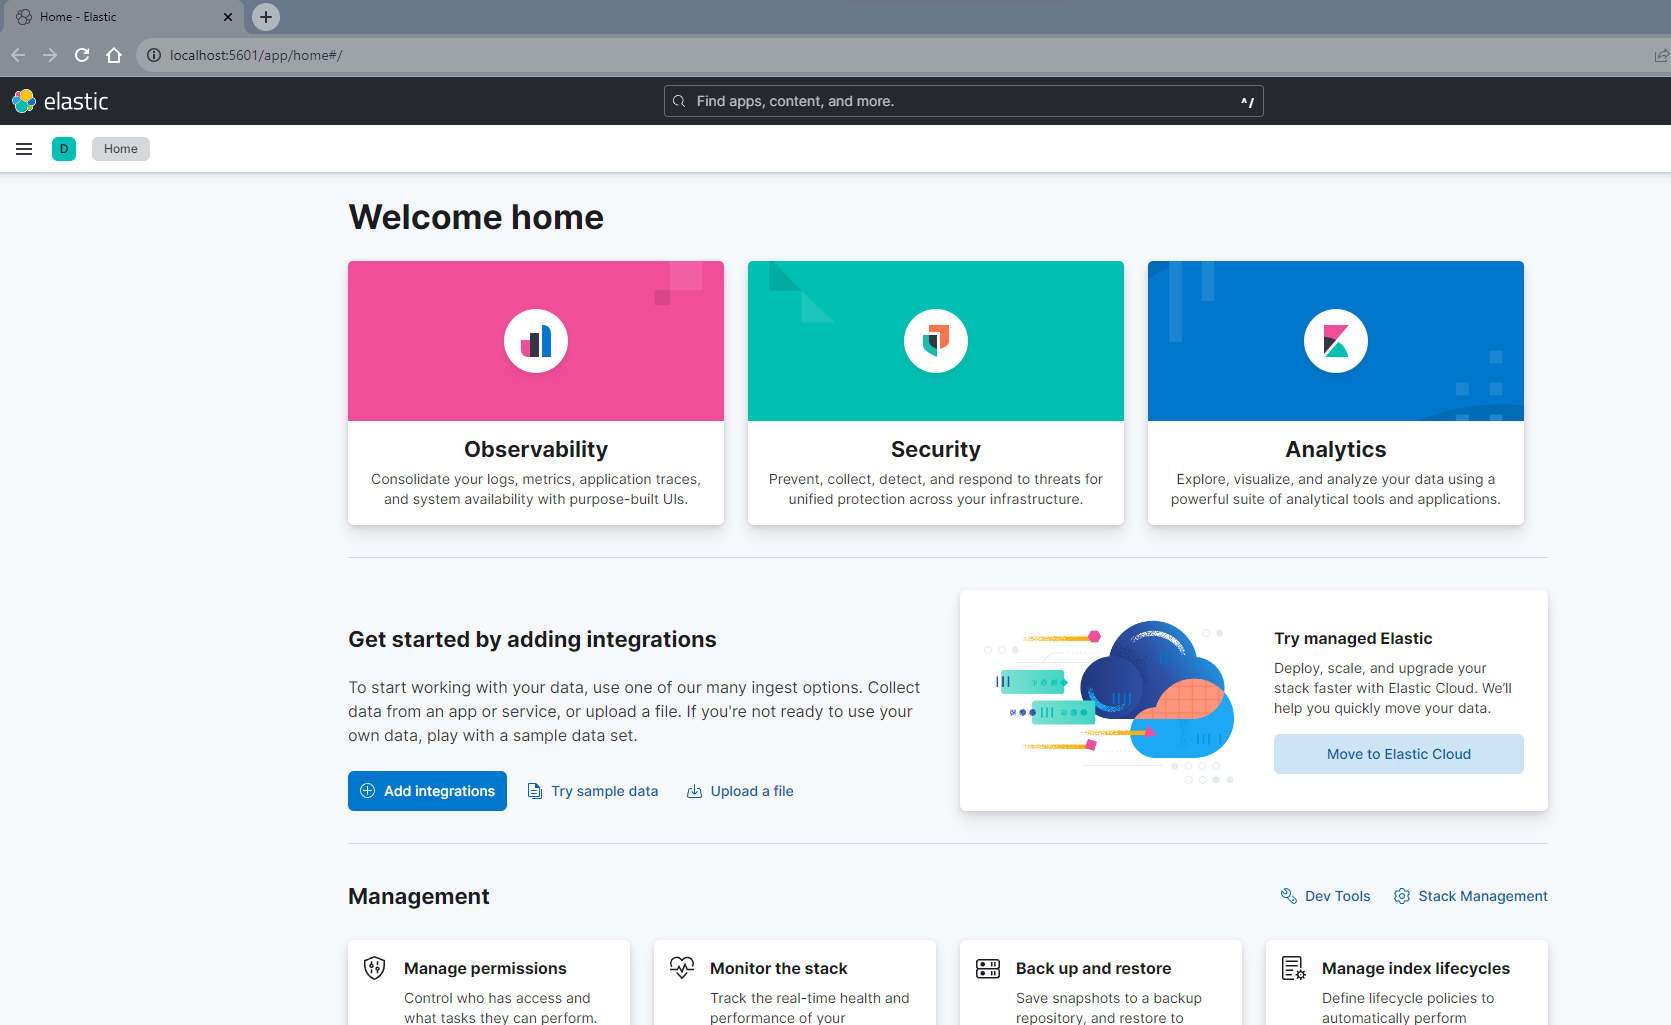 Home - Elastic
localhost:5601/app/home#/
elastic
Find apps, content, and more.
^/
D
Home
Welcome home
Observability
Consolidate your logs, metrics, application traces,
and system availability with purpose-built UIs.
Security
Prevent, collect, detect, and respond to threats for
unified protection across your infrastructure.
Analytics
Explore, visualize, and analyze your data using a
powerful suite of analytical tools and applications.
Get started by adding integrations
To start working with your data, use one of our many ingest options. Collect
data from an app or service, or upload a file. If you're not ready to use your
own data, play with a sample data set.
Add integrations
Try sample data
Upload a file
Try managed Elastic
Deploy, scale, and upgrade your
stack faster with Elastic Cloud. We’ll
help you quickly move your data.
Move to Elastic Cloud
Management
Dev Tools
Stack Management
Manage permissions
Control who has access and
what tasks they can perform.
Monitor the stack
Track the real-time health and
performance of your
Back up and restore
Save snapshots to a backup
repository, and restore to
Manage index lifecycles
Define lifecycle policies to
automatically perform